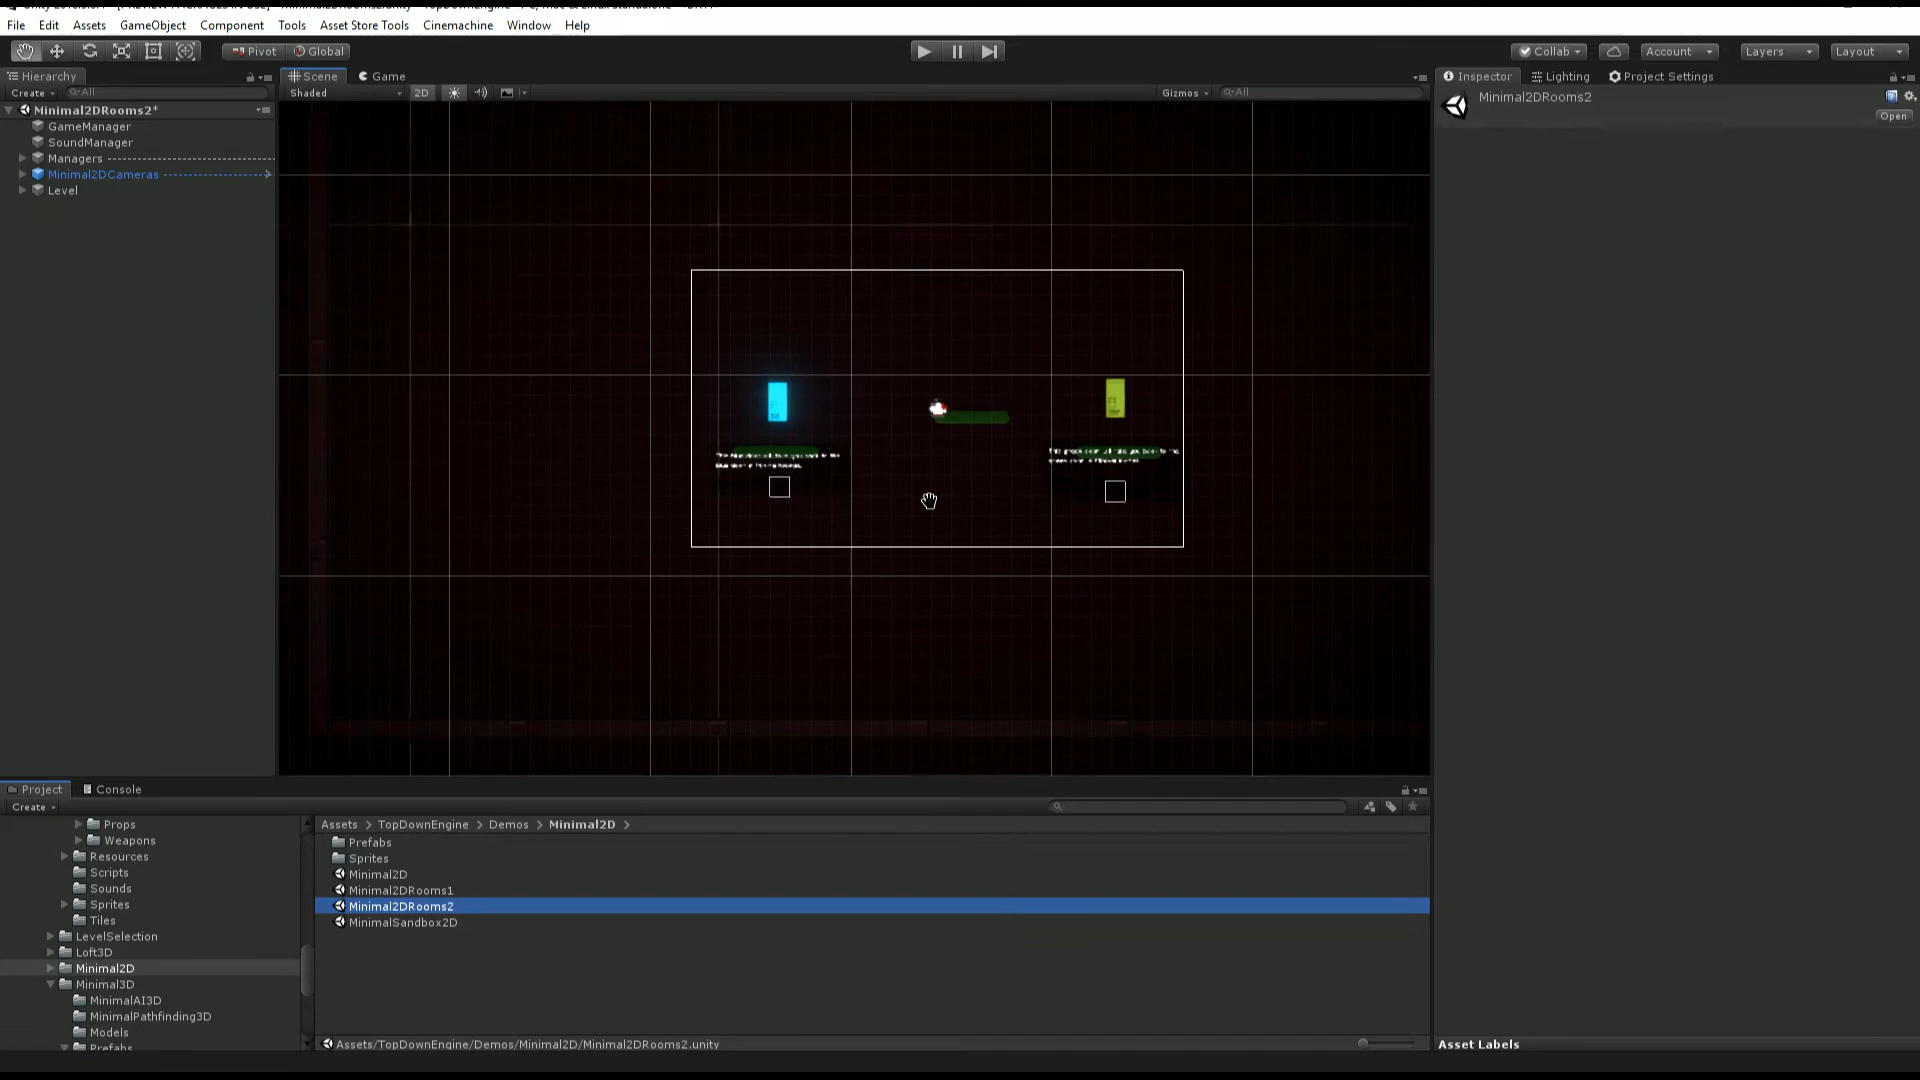 File Edit Assets GameObject Component Tools Asset Store Tools Cinemachine Window Help
Pivot Global Collab Account Layers Layout
Hierarchy Scene Game Inspector Lighting Project Settings
Create All Shaded 2D Gizmos All Minimal2DRooms2
Minimal2DRooms2* Open
GameManager
SoundManager
Managers
Minimal2DCameras
Level
Project Console
Create
Assets > TopDownEngine > Demos > Minimal2D >
Props
Weapons
Resources
Scripts
Sounds
Sprites
Tiles
LevelSelection
Loft3D
Minimal2D
Minimal3D
MinimalAI3D
MinimalPathfinding3D
Models
Prefabs
Prefabs
Sprites
Minimal2D
Minimal2DRooms1
Minimal2DRooms2
MinimalSandbox2D
Assets/TopDownEngine/Demos/Minimal2D/Minimal2DRooms2.unity
Asset Labels